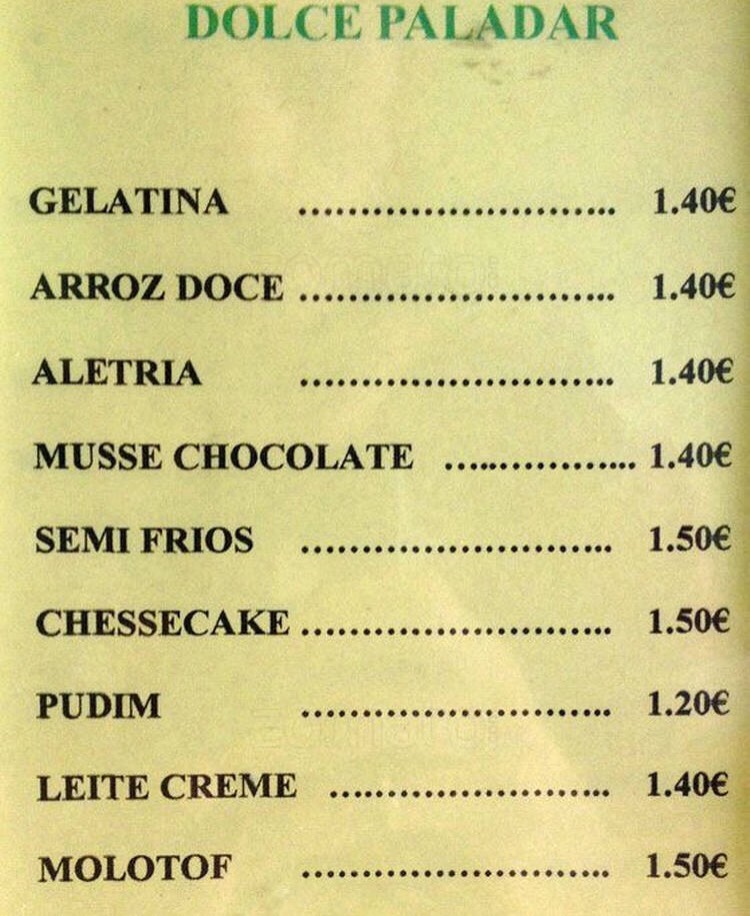 DOLCE PALADAR
GELATINA ............................ 1.40€
ARROZ DOCE ............................ 1.40€
ALETRIA ............................ 1.40€
MUSSE CHOCOLATE ................. 1.40€
SEMI FRIOS ............................ 1.50€
CHESSECAKE ............................ 1.50€
PUDIM ............................ 1.20€
LEITE CREME ......................... 1.40€
MOLOTOF ............................ 1.50€